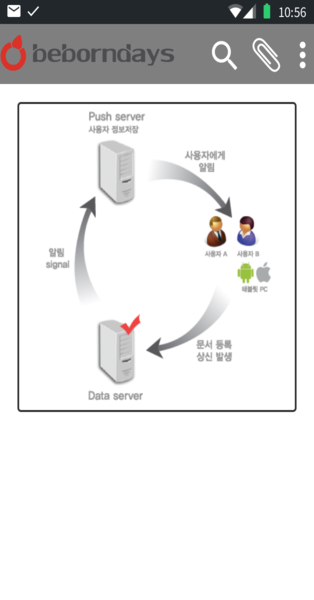 10:56
beborndays
Push server
사용자 정보저장
사용자에게
알림
사용자 A
사용자 B
태블릿 PC
알림
signal
문서 등록
상신 발생
Data server